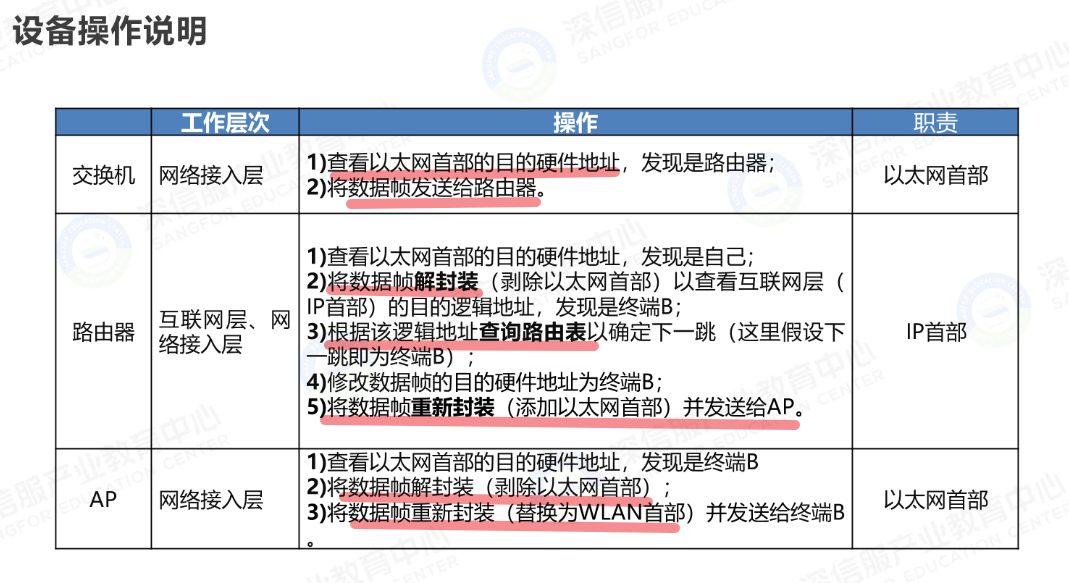 设备操作说明
工作层次 操作 职责
交换机 网络接入层
1)查看以太网首部的目的硬件地址，发现是路由器；
2)将数据帧发送给路由器。
以太网首部
路由器
互联网层、网
络接入层
1)查看以太网首部的目的硬件地址，发现是自己；
2)将数据帧解封装（剥除以太网首部）以查看互联网层（
IP首部）的目的逻辑地址，发现是终端B；
3)根据该逻辑地址查询路由表以确定下一跳（这里假设下
一跳即为终端B）；
4)修改数据帧的目的硬件地址为终端B；
5)将数据帧重新封装（添加以太网首部）并发送给AP。
IP首部
AP 网络接入层
1)查看以太网首部的目的硬件地址，发现是终端B
2)将数据帧解封装（剥除以太网首部）；
3)将数据帧重新封装（替换为WLAN首部）并发送给终端B
。
以太网首部
深信服产业教育中心
SANGFOR EDUCATION CENTER